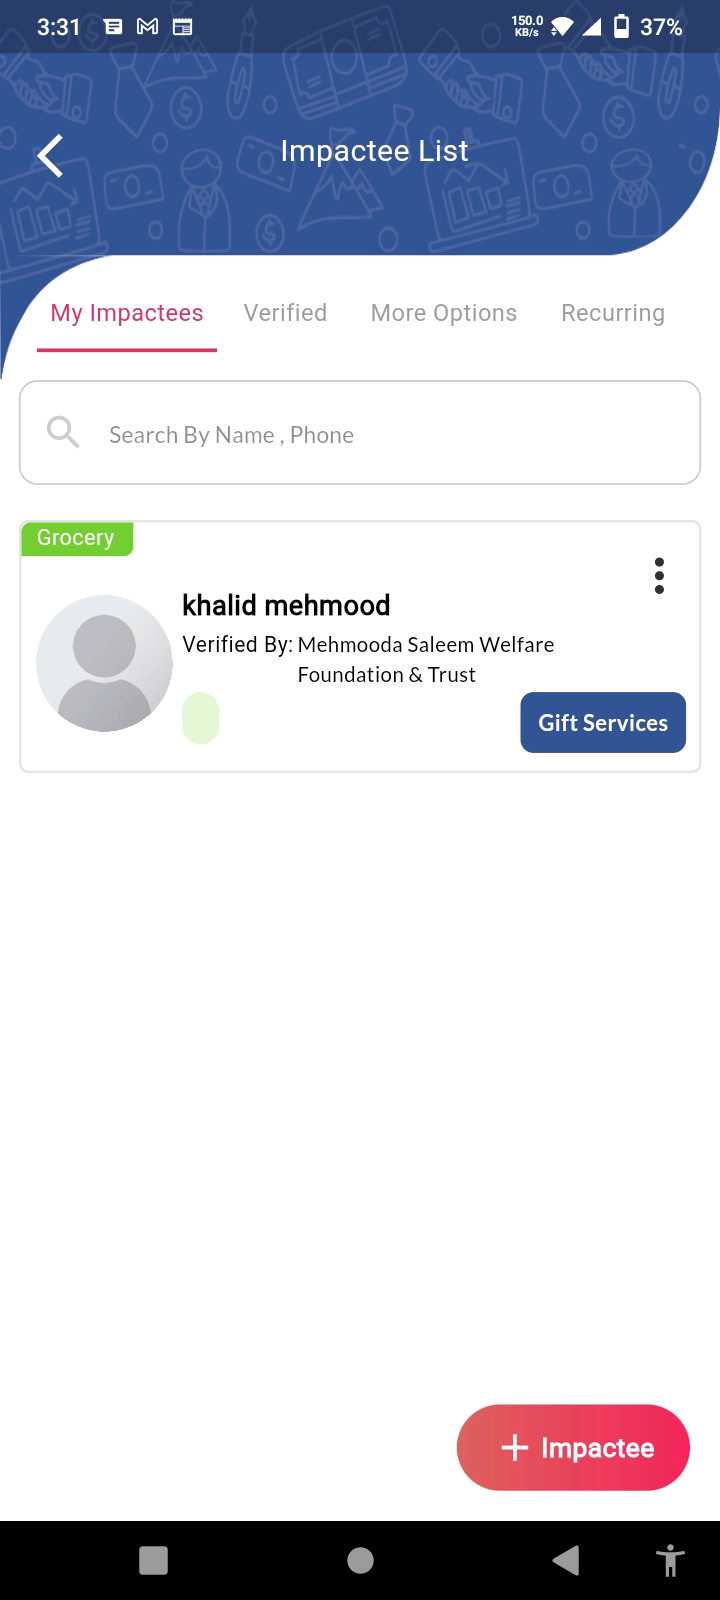 3:31 150.0 KB/s 37%
Impactee List
My Impactees Verified More Options Recurring
Search By Name , Phone
Grocery
khalid mehmood
Verified By: Mehmooda Saleem Welfare
Foundation & Trust
Gift Services
+ Impactee